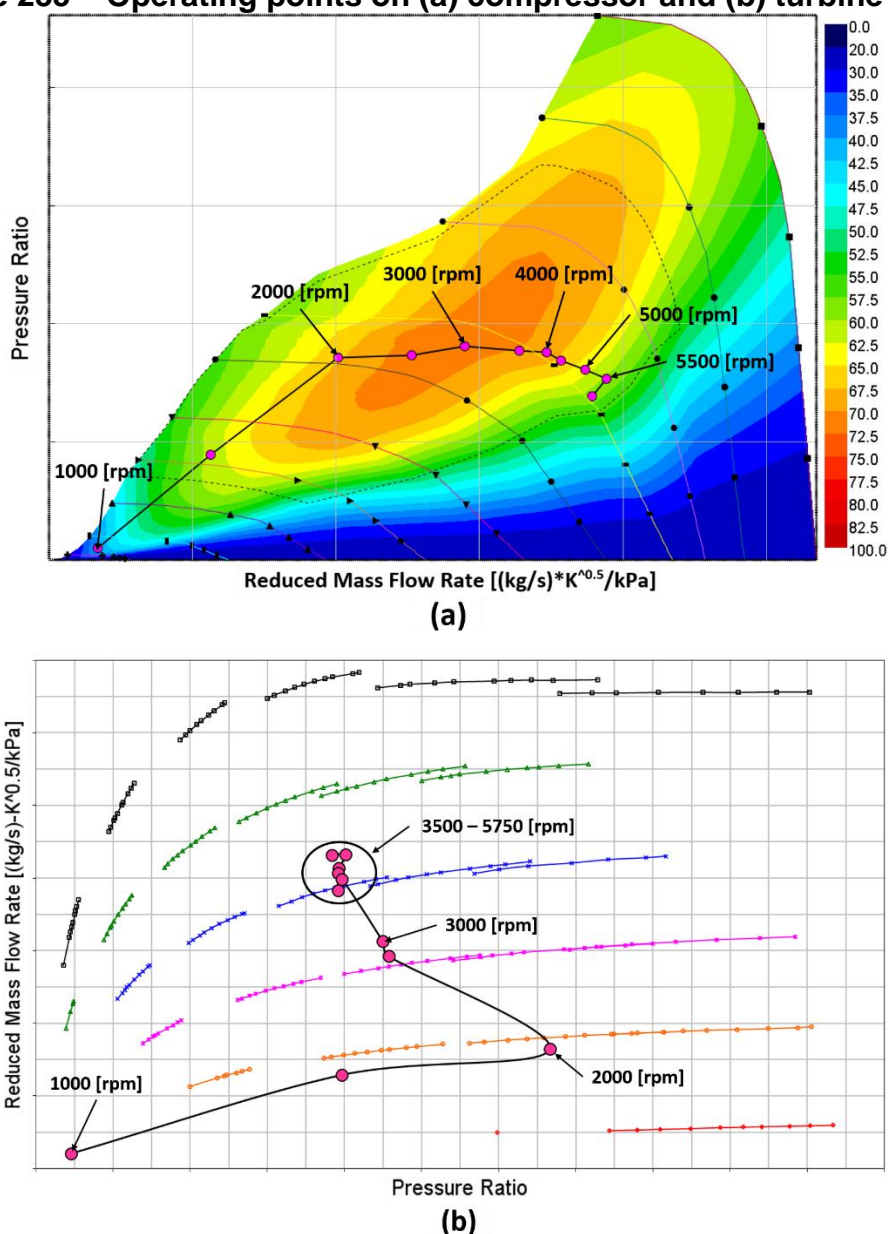 Operating points on (a) compressor and (b) turbine
0.0
20.0
30.0
37.5
40.0
42.5
45.0
47.5
50.0
52.5
55.0
57.5
60.0
62.5
65.0
67.5
70.0
72.5
75.0
77.5
82.5
100.0
Pressure Ratio
1000 [rpm]
2000 [rpm]
3000 [rpm]
4000 [rpm]
5000 [rpm]
5500 [rpm]
Reduced Mass Flow Rate [(kg/s)*K^0.5/kPa]
(a)
Reduced Mass Flow Rate [(kg/s)-K^0.5/kPa]
3500 – 5750 [rpm]
3000 [rpm]
2000 [rpm]
1000 [rpm]
Pressure Ratio
(b)